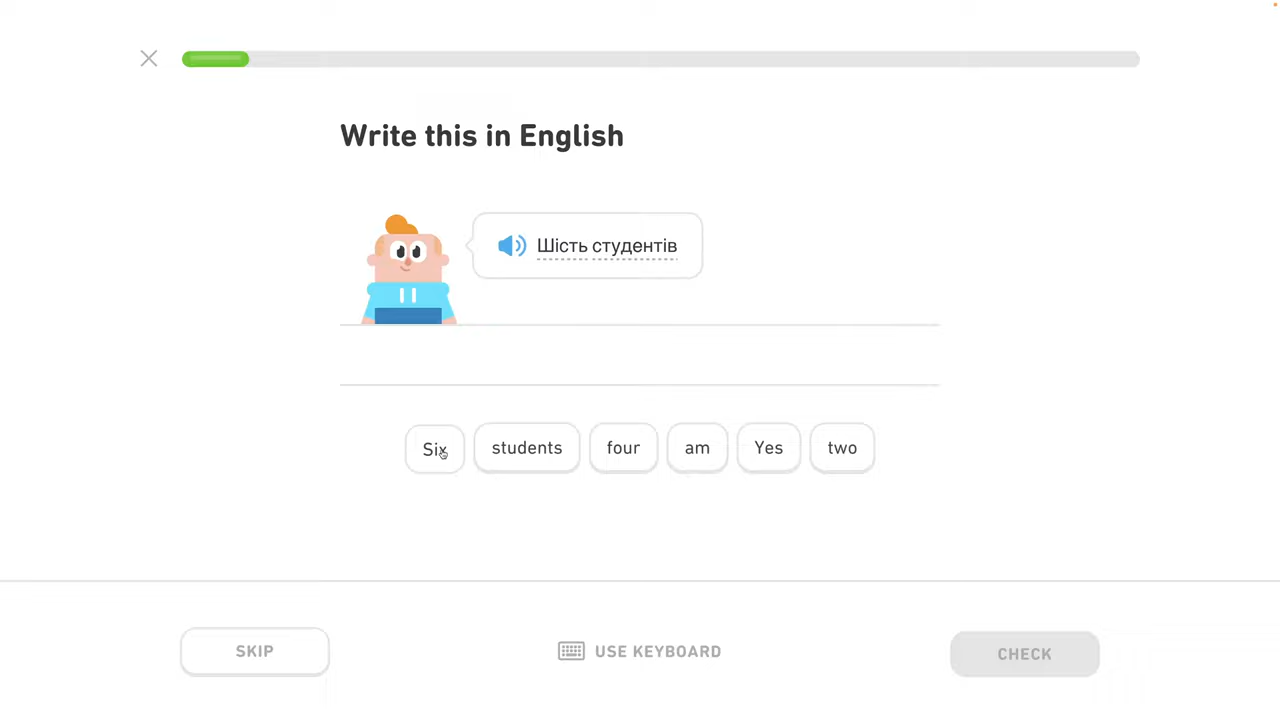 Write this in English
Шість студентів
Six students four am Yes two
SKIP USE KEYBOARD CHECK